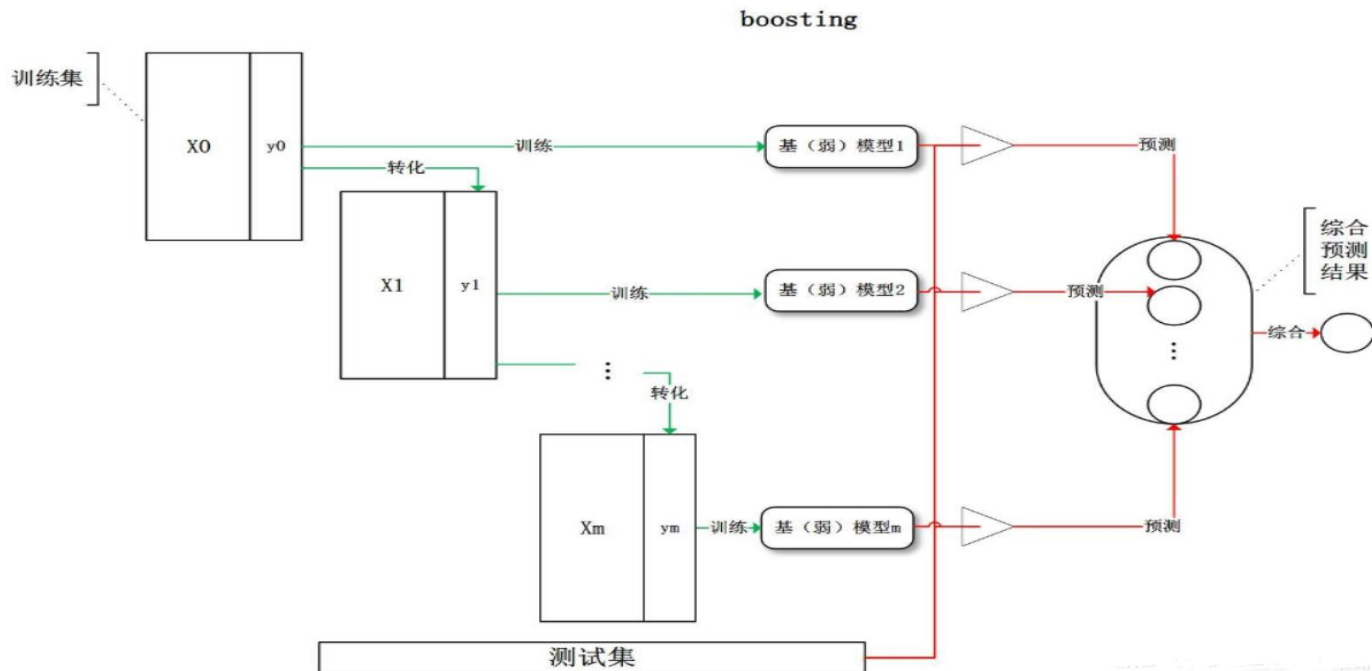 boosting
训练集
X0
y0
训练
基（弱）模型1
预测
转化
X1
y1
训练
基（弱）模型2
预测
综合
预测
结果
综合
...
...
转化
Xm
ym
训练
基（弱）模型m
预测
测试集